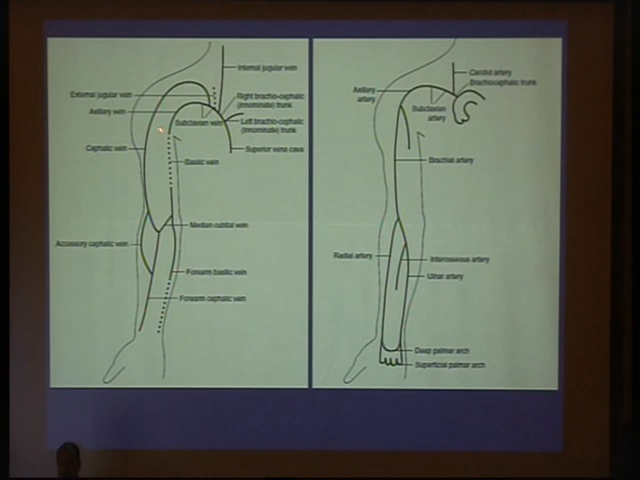 Internal jugular vein
External jugular vein
Axillary vein
Right brachio-cephalic
(innominate) trunk
Subclavian vein
Left brachio-cephalic
(innominate) trunk
Cephalic vein
Superior vena cava
Basilic vein
Median cubital vein
Accessory cephalic vein
Forearm basilic vein
Forearm cephalic vein
Carotid artery
Brachiocephalic trunk
Axillary
artery
Subclavian
artery
Brachial artery
Radial artery
Interosseous artery
Ulnar artery
Deep palmar arch
Superficial palmar arch